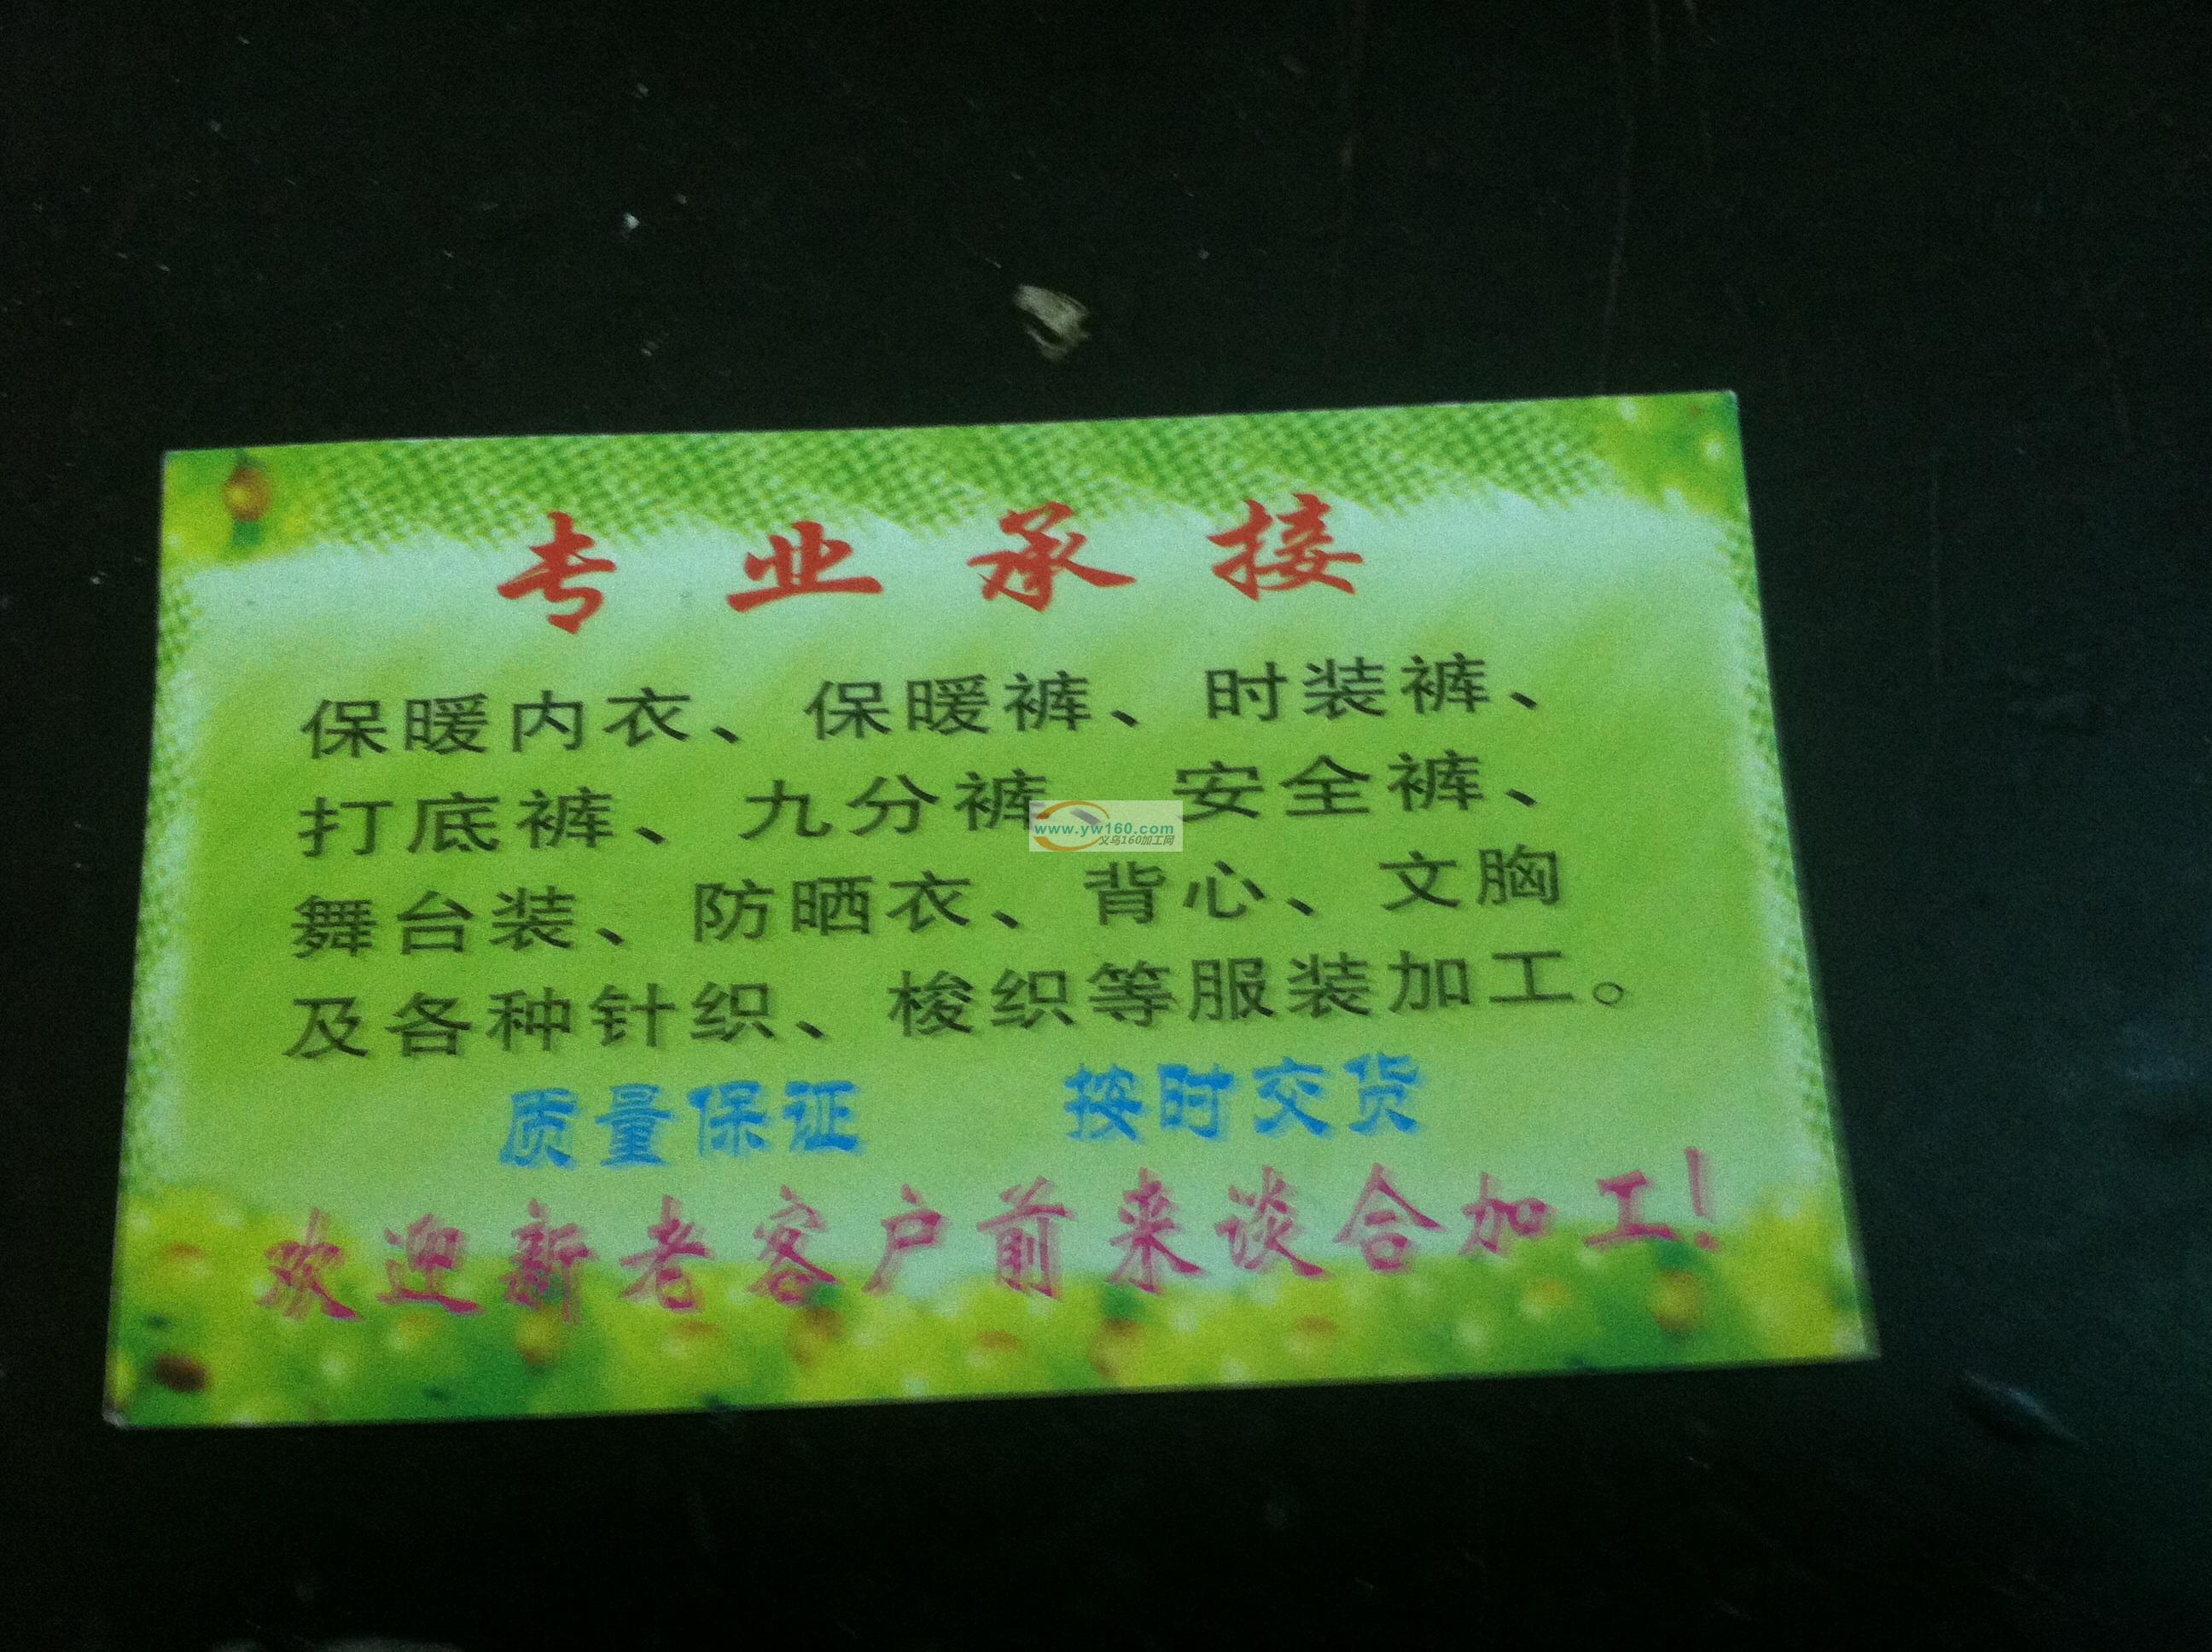 专业承接
保暖内衣、保暖裤、时装裤、
打底裤、九分裤 安全裤、
www.yw160.com
义乌160加工网
舞台装、防晒衣、背心、文胸
及各种针织、梭织等服装加工。
质量保证 按时交货
欢迎新老客户前来谈合加工!